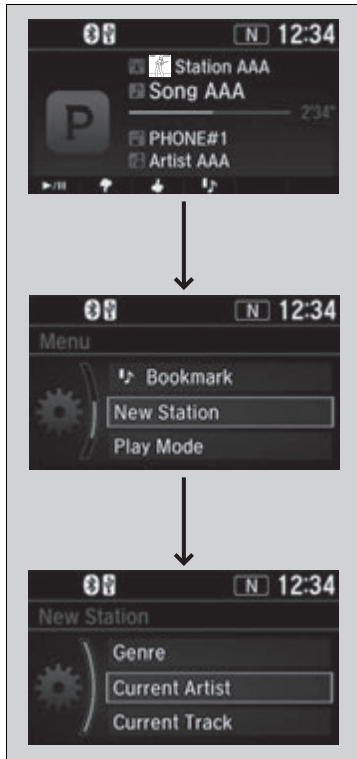 N 12:34
Station AAA
Song AAA
2'34"
P
PHONE#1
Artist AAA
N 12:34
Menu
Bookmark
New Station
Play Mode
N 12:34
New Station
Genre
Current Artist
Current Track